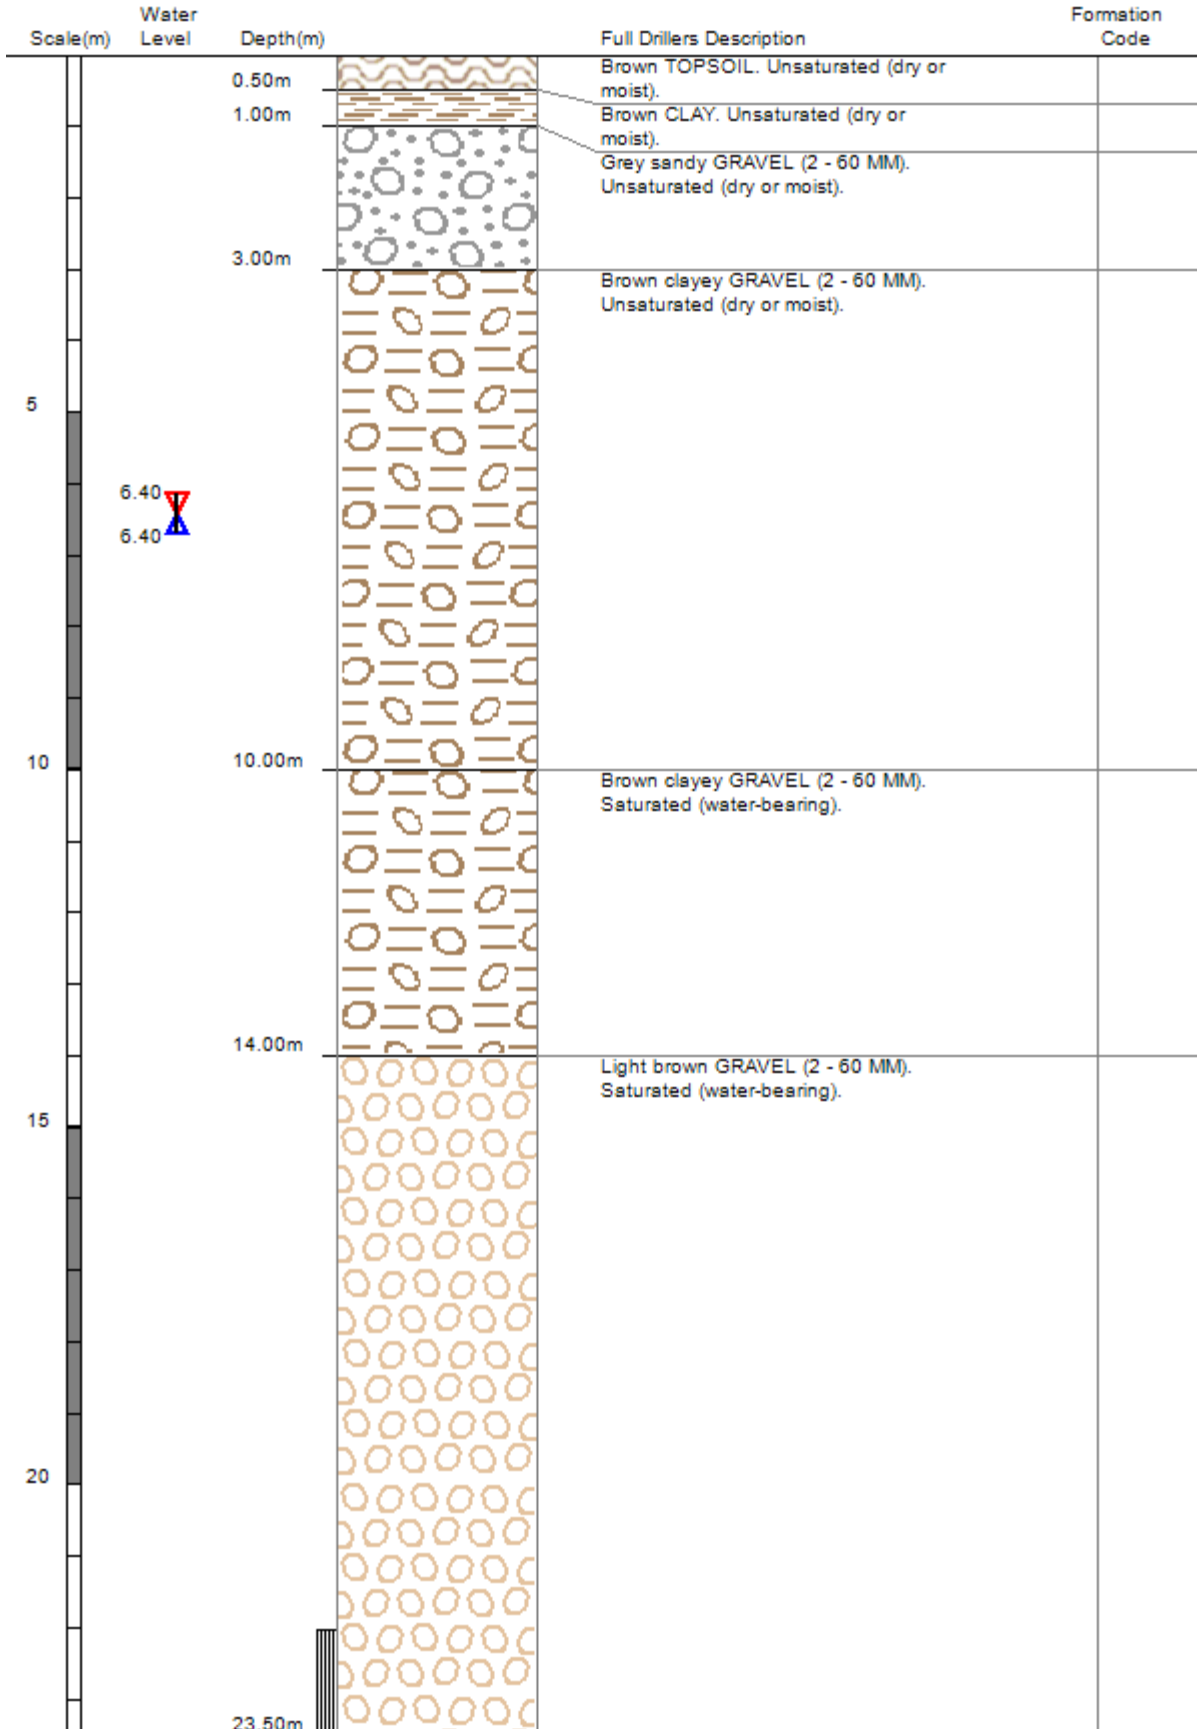 Water
Formation
Scale(m) Level Depth(m) Full Drillers Description Code
0.50m
Brown TOPSOIL. Unsaturated (dry or
moist).
1.00m
Brown CLAY. Unsaturated (dry or
moist).
Grey sandy GRAVEL (2 - 60 MM).
Unsaturated (dry or moist).
3.00m
Brown clayey GRAVEL (2 - 60 MM).
Unsaturated (dry or moist).
5
6.40
6.40
10
10.00m
Brown clayey GRAVEL (2 - 60 MM).
Saturated (water-bearing).
14.00m
Light brown GRAVEL (2 - 60 MM).
Saturated (water-bearing).
15
20
23.50m